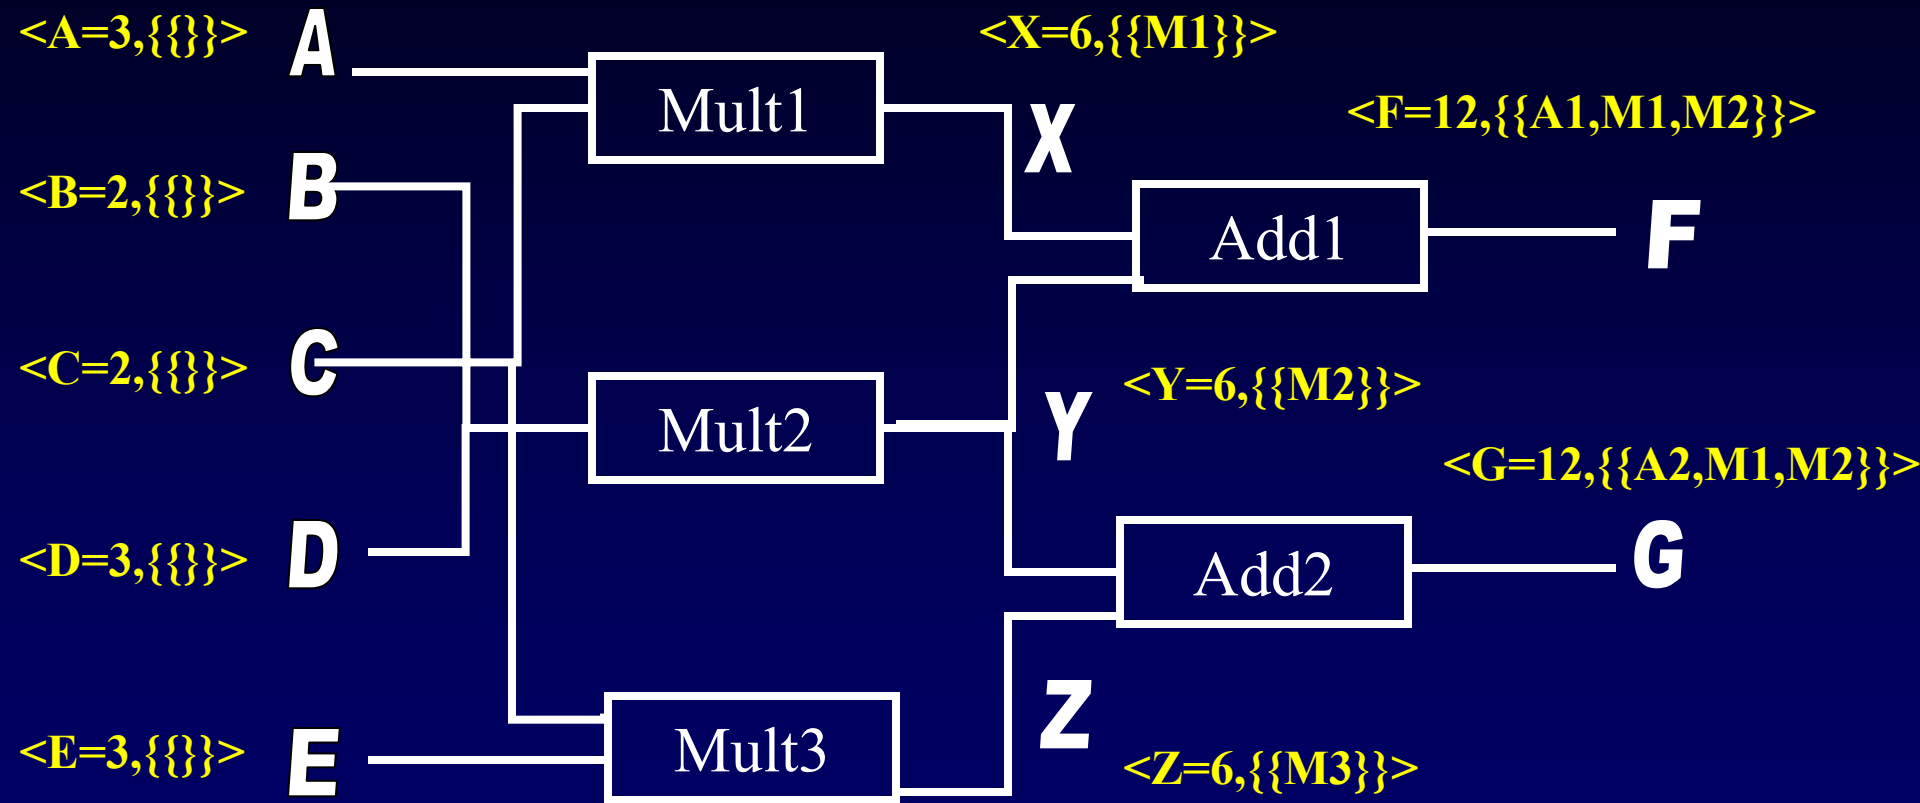 <A=3,{{}}>
A
<X=6,{{M1}}>
Mult1
X
<F=12,{{A1,M1,M2}}>
<B=2,{{}}>
B
Add1
F
<C=2,{{}}>
C
Mult2
Y
<Y=6,{{M2}}>
<G=12,{{A2,M1,M2}}>
<D=3,{{}}>
D
Add2
G
<E=3,{{}}>
E
Mult3
Z
<Z=6,{{M3}}>